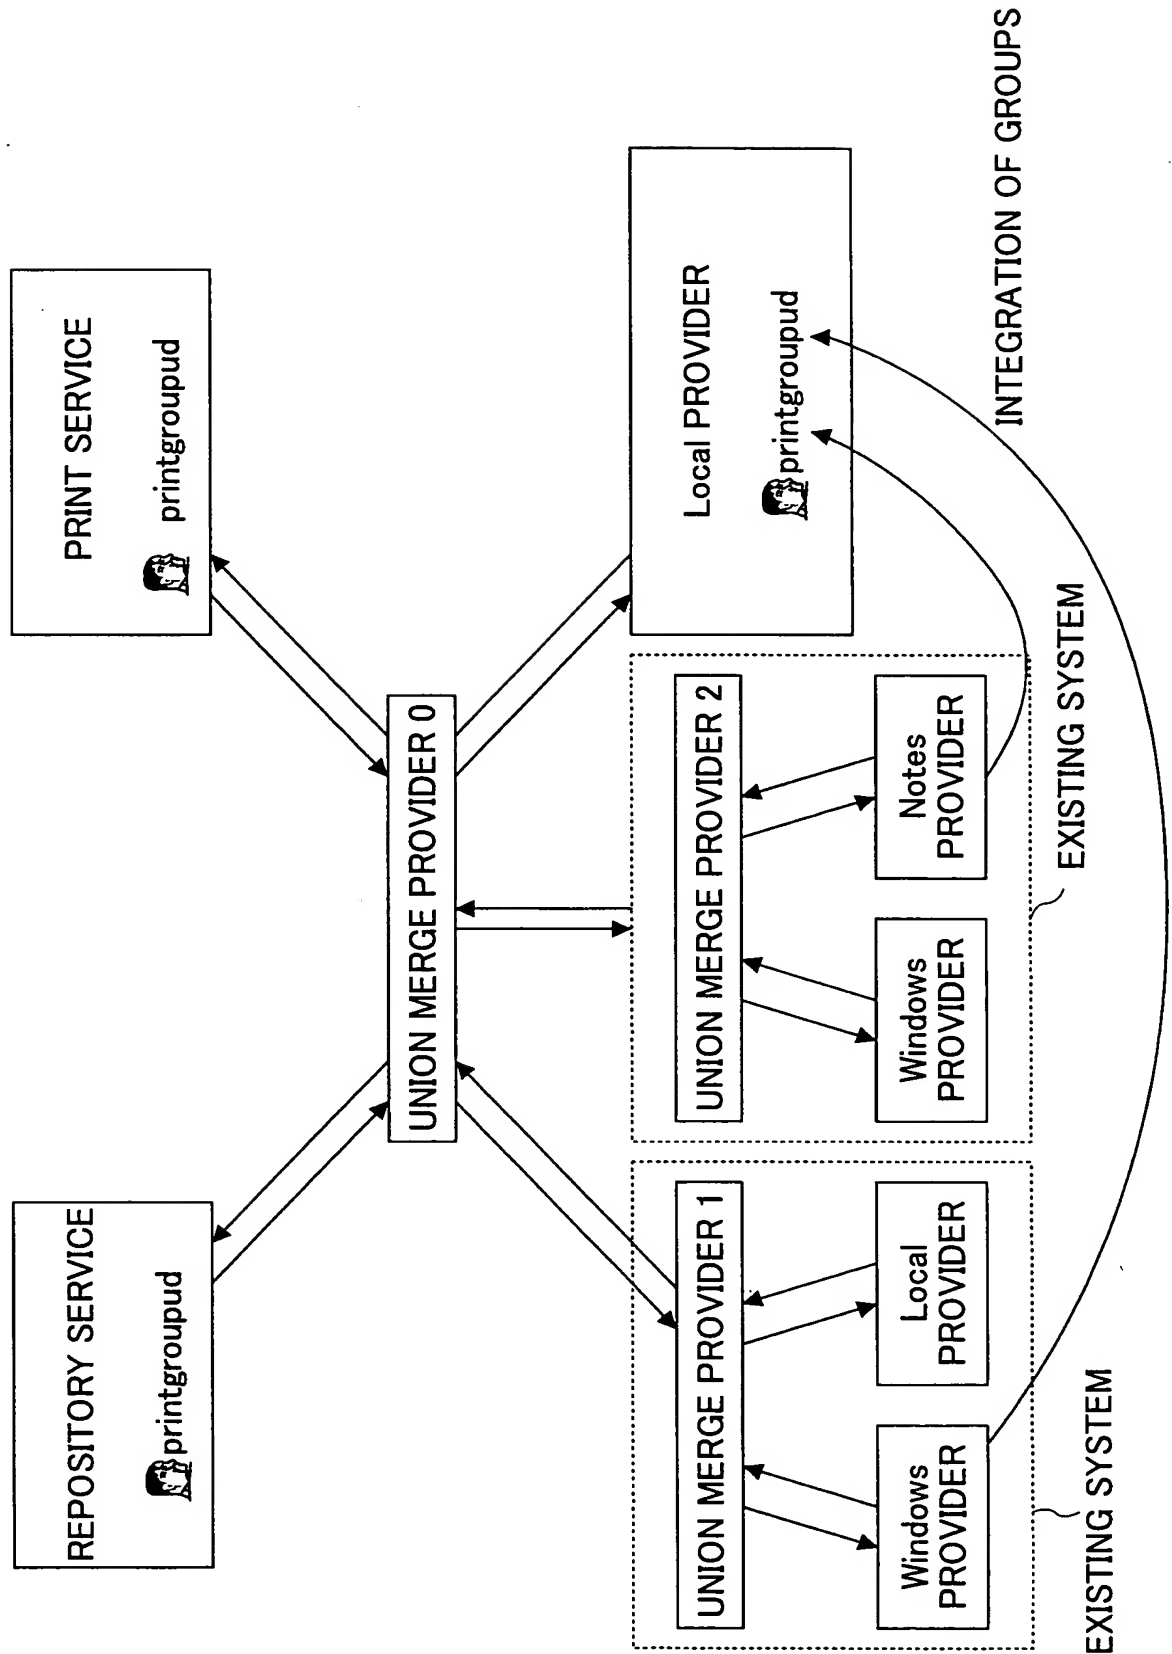 REPOSITORY SERVICE
printgroupud
PRINT SERVICE
printgroupud
UNION MERGE PROVIDER 0
UNION MERGE PROVIDER 1
Windows
PROVIDER
Local
PROVIDER
EXISTING SYSTEM
UNION MERGE PROVIDER 2
Windows
PROVIDER
Notes
PROVIDER
EXISTING SYSTEM
Local PROVIDER
printgroupud
INTEGRATION OF GROUPS